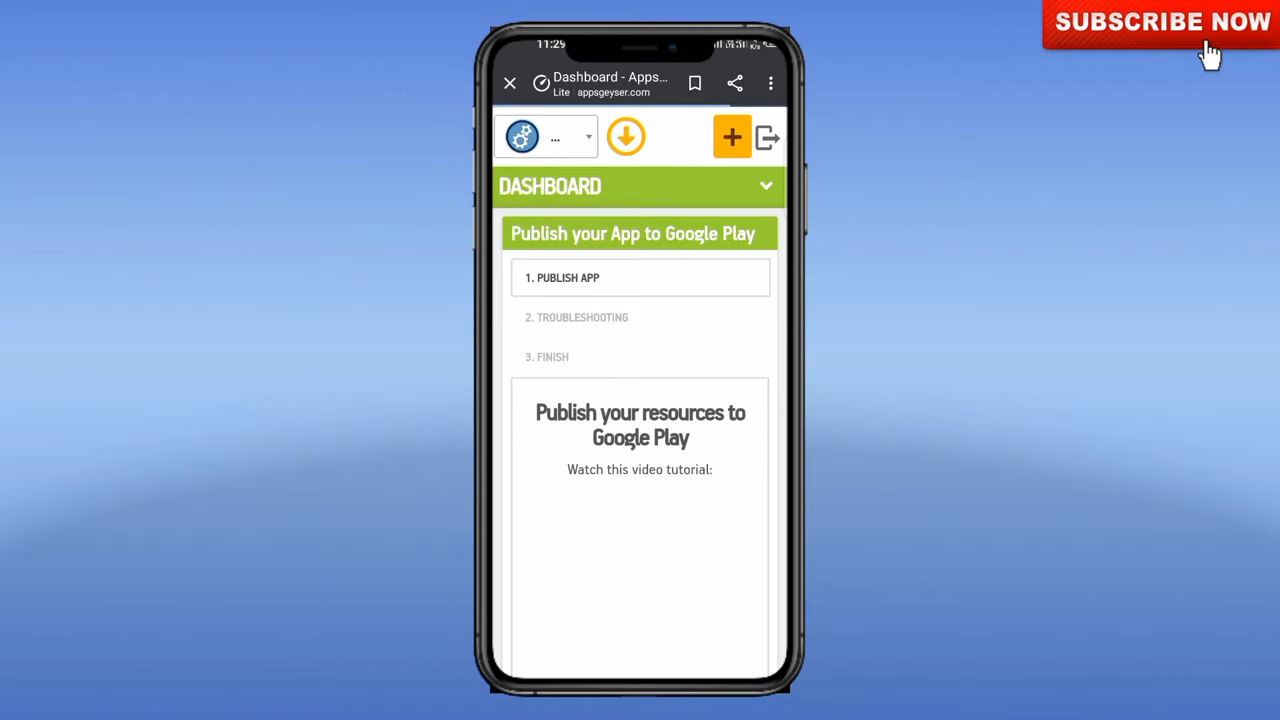 SUBSCRIBE NOW
11:29
Dashboard - Apps...
Lite appsgeyser.com
...
DASHBOARD
Publish your App to Google Play
1. PUBLISH APP
2. TROUBLESHOOTING
3. FINISH
Publish your resources to
Google Play
Watch this video tutorial: